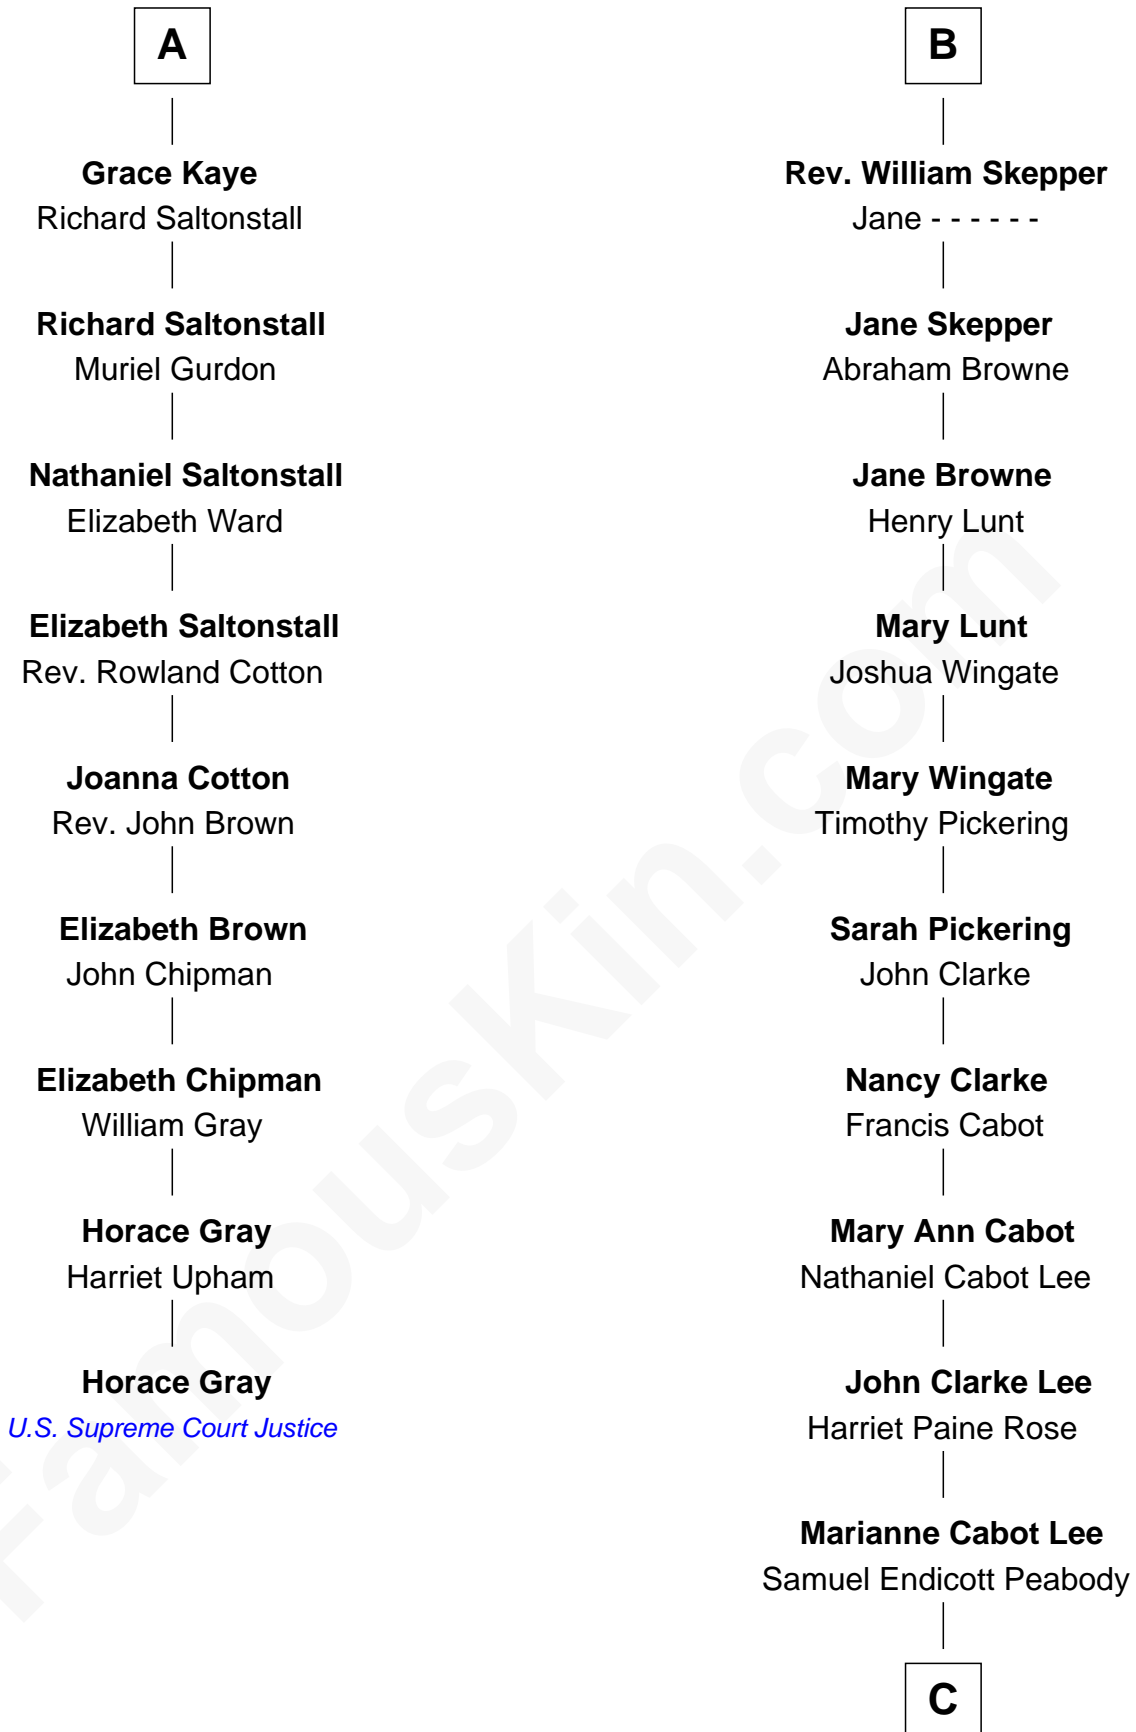 A
Grace Kaye
Richard Saltonstall
Richard Saltonstall
Muriel Gurdon
Nathaniel Saltonstall
Elizabeth Ward
Elizabeth Saltonstall
Rev. Rowland Cotton
Joanna Cotton
Rev. John Brown
Elizabeth Brown
John Chipman
Elizabeth Chipman
William Gray
Horace Gray
Harriet Upham
Horace Gray
U.S. Supreme Court Justice
B
Rev. William Skepper
Jane - - - - - -
Jane Skepper
Abraham Browne
Jane Browne
Henry Lunt
Mary Lunt
Joshua Wingate
Mary Wingate
Timothy Pickering
Sarah Pickering
John Clarke
Nancy Clarke
Francis Cabot
Mary Ann Cabot
Nathaniel Cabot Lee
John Clarke Lee
Harriet Paine Rose
Marianne Cabot Lee
Samuel Endicott Peabody
C
FamousKin.com